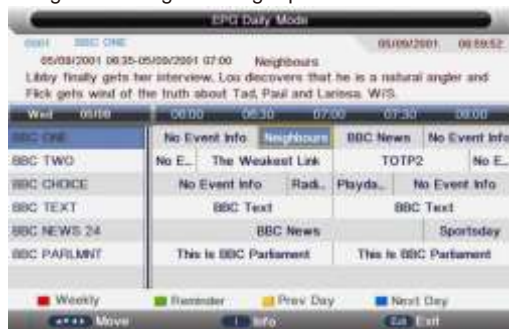 EPG Daily Mode
0001 BBC ONE 05/09/2001 06:59:52
05/09/2001 06:35-05/09/2001 07:00 Neighbours
Libby finally gets her interview. Lou discovers that he is a natural angler and
Flick gets wind of the truth about Tad, Paul and Larissa. W/S.
Wed 05/09 06:00 06:30 07:00 07:30 08:00
BBC ONE No Event Info Neighbours BBC News No Event Info
BBC TWO No E... The Weakest Link TOTP2 No E...
BBC CHOICE No Event Info Radi... Playda... No Event Info
BBC TEXT BBC Text BBC Text
BBC NEWS 24 BBC News Sportsday
BBC PARLMNT This is BBC Parliament This is BBC Parliament
Weekly Reminder Prev Day Next Day
Move Info Exit